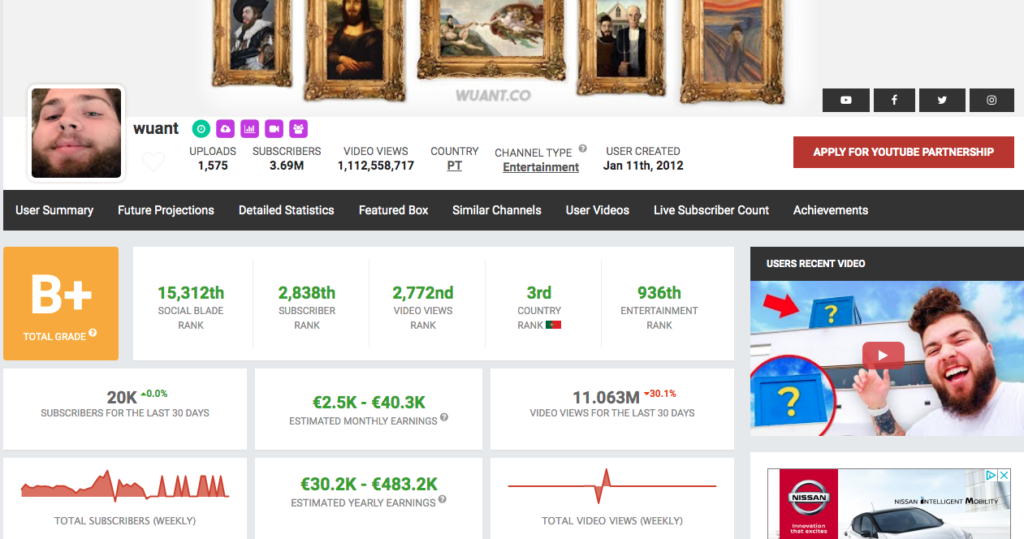 WUANT.CO
wuant
UPLOADS
1,575
SUBSCRIBERS
3.69M
VIDEO VIEWS
1,112,558,717
COUNTRY
PT
CHANNEL TYPE ?
Entertainment
USER CREATED
Jan 11th, 2012
APPLY FOR YOUTUBE PARTNERSHIP
User Summary
Future Projections
Detailed Statistics
Featured Box
Similar Channels
User Videos
Live Subscriber Count
Achievements
B+
TOTAL GRADE ?
15,312th
SOCIAL BLADE
RANK
2,838th
SUBSCRIBER
RANK
2,772nd
VIDEO VIEWS
RANK
3rd
COUNTRY
RANK
936th
ENTERTAINMENT
RANK
USERS RECENT VIDEO
?
?
20K 0.0%
SUBSCRIBERS FOR THE LAST 30 DAYS
€2.5K - €40.3K
ESTIMATED MONTHLY EARNINGS ?
11.063M 30.1%
VIDEO VIEWS FOR THE LAST 30 DAYS
TOTAL SUBSCRIBERS (WEEKLY)
€30.2K - €483.2K
ESTIMATED YEARLY EARNINGS ?
TOTAL VIDEO VIEWS (WEEKLY)
NISSAN
Innovation
that excites
NISSAN INTELLIGENT MOBILITY